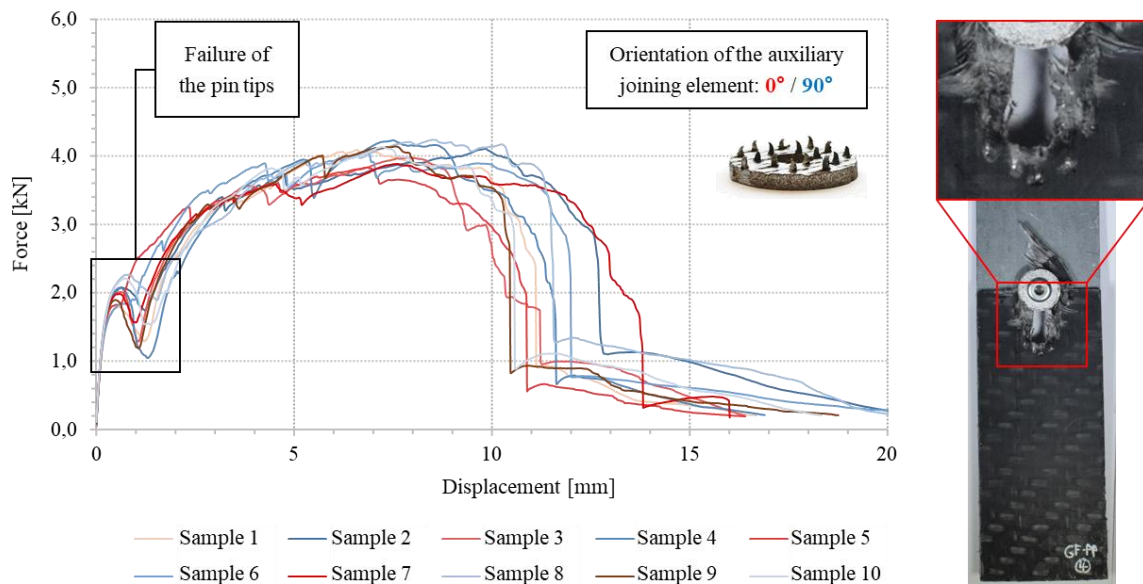 6,0
5,0
4,0
3,0
2,0
1,0
0,0
Force [kN]
Failure of
the pin tips
Orientation of the auxiliary
joining element: 0° / 90°
0
5
10
15
20
Displacement [mm]
Sample 1
Sample 2
Sample 3
Sample 4
Sample 5
Sample 6
Sample 7
Sample 8
Sample 9
Sample 10
GF-PP
4